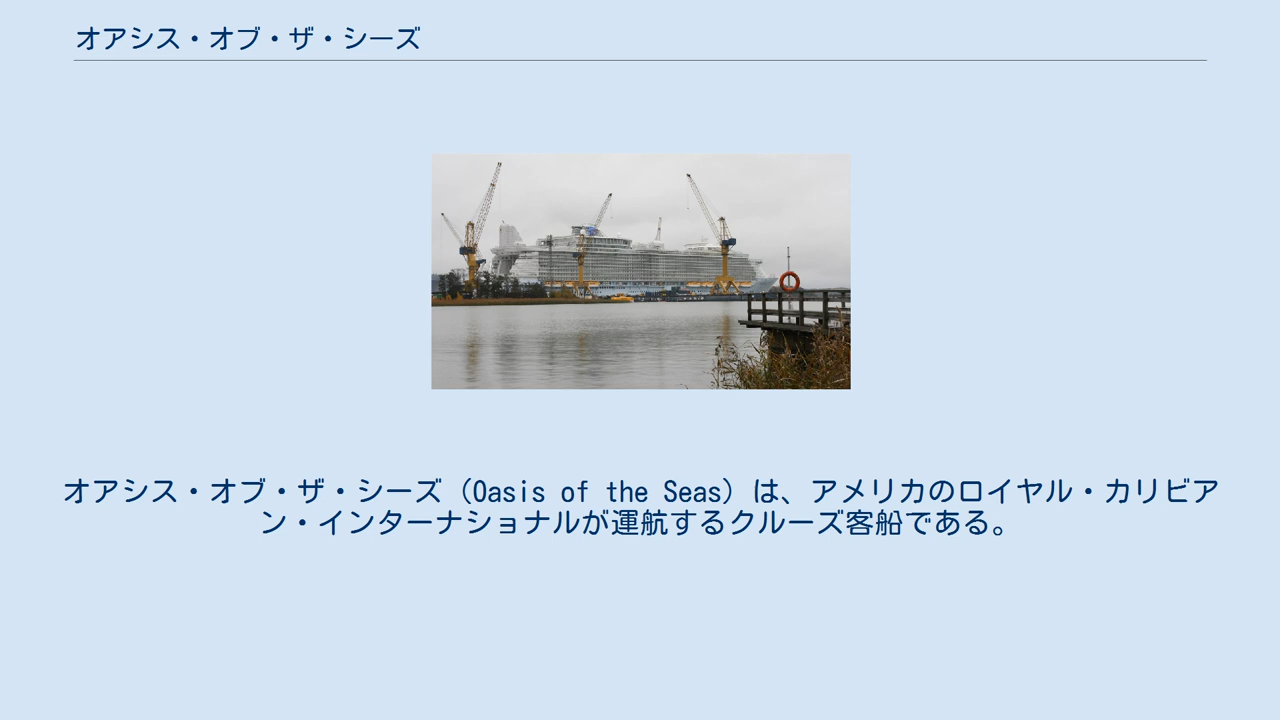 オアシス・オブ・ザ・シーズ
オアシス・オブ・ザ・シーズ（Oasis of the Seas）は、アメリカのロイヤル・カリビア
ン・インターナショナルが運航するクルーズ客船である。